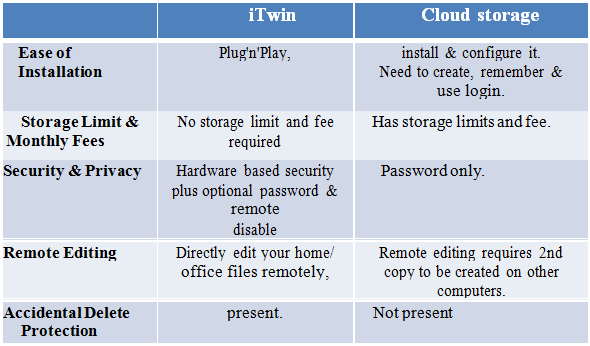 iTwin Cloud storage
Ease of Installation
Plug'n'Play,
install & configure it.
Need to create, remember &
use login.
Storage Limit &
Monthly Fees
No storage limit and fee
required
Has storage limits and fee.
Security & Privacy
Hardware based security
plus optional password &
remote
disable
Password only.
Remote Editing
Directly edit your home/
office files remotely,
Remote editing requires 2nd
copy to be created on other
computers.
Accidental Delete
Protection
present.
Not present